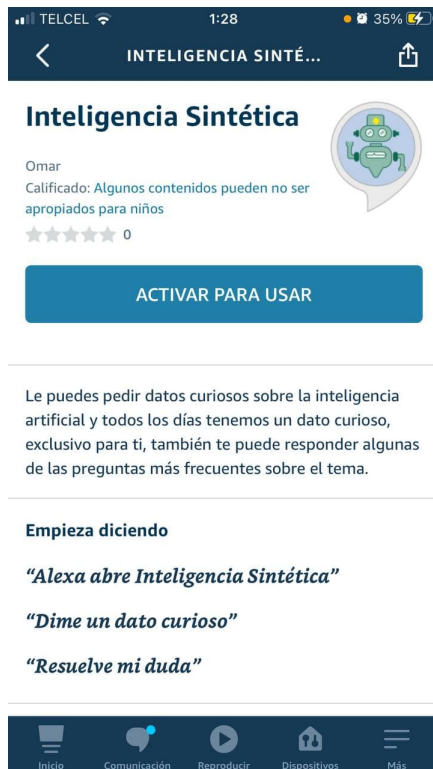 TELCEL 1:28 35%
INTELIGENCIA SINTÉ...
Inteligencia Sintética
Omar
Calificado: Algunos contenidos pueden no ser
apropiados para niños
0
ACTIVAR PARA USAR
Le puedes pedir datos curiosos sobre la inteligencia
artificial y todos los días tenemos un dato curioso,
exclusivo para ti, también te puede responder algunas
de las preguntas más frecuentes sobre el tema.
Empieza diciendo
“Alexa abre Inteligencia Sintética”
“Dime un dato curioso”
“Resuelve mi duda”
Inicio Comunicación Reproducir Dispositivos Más